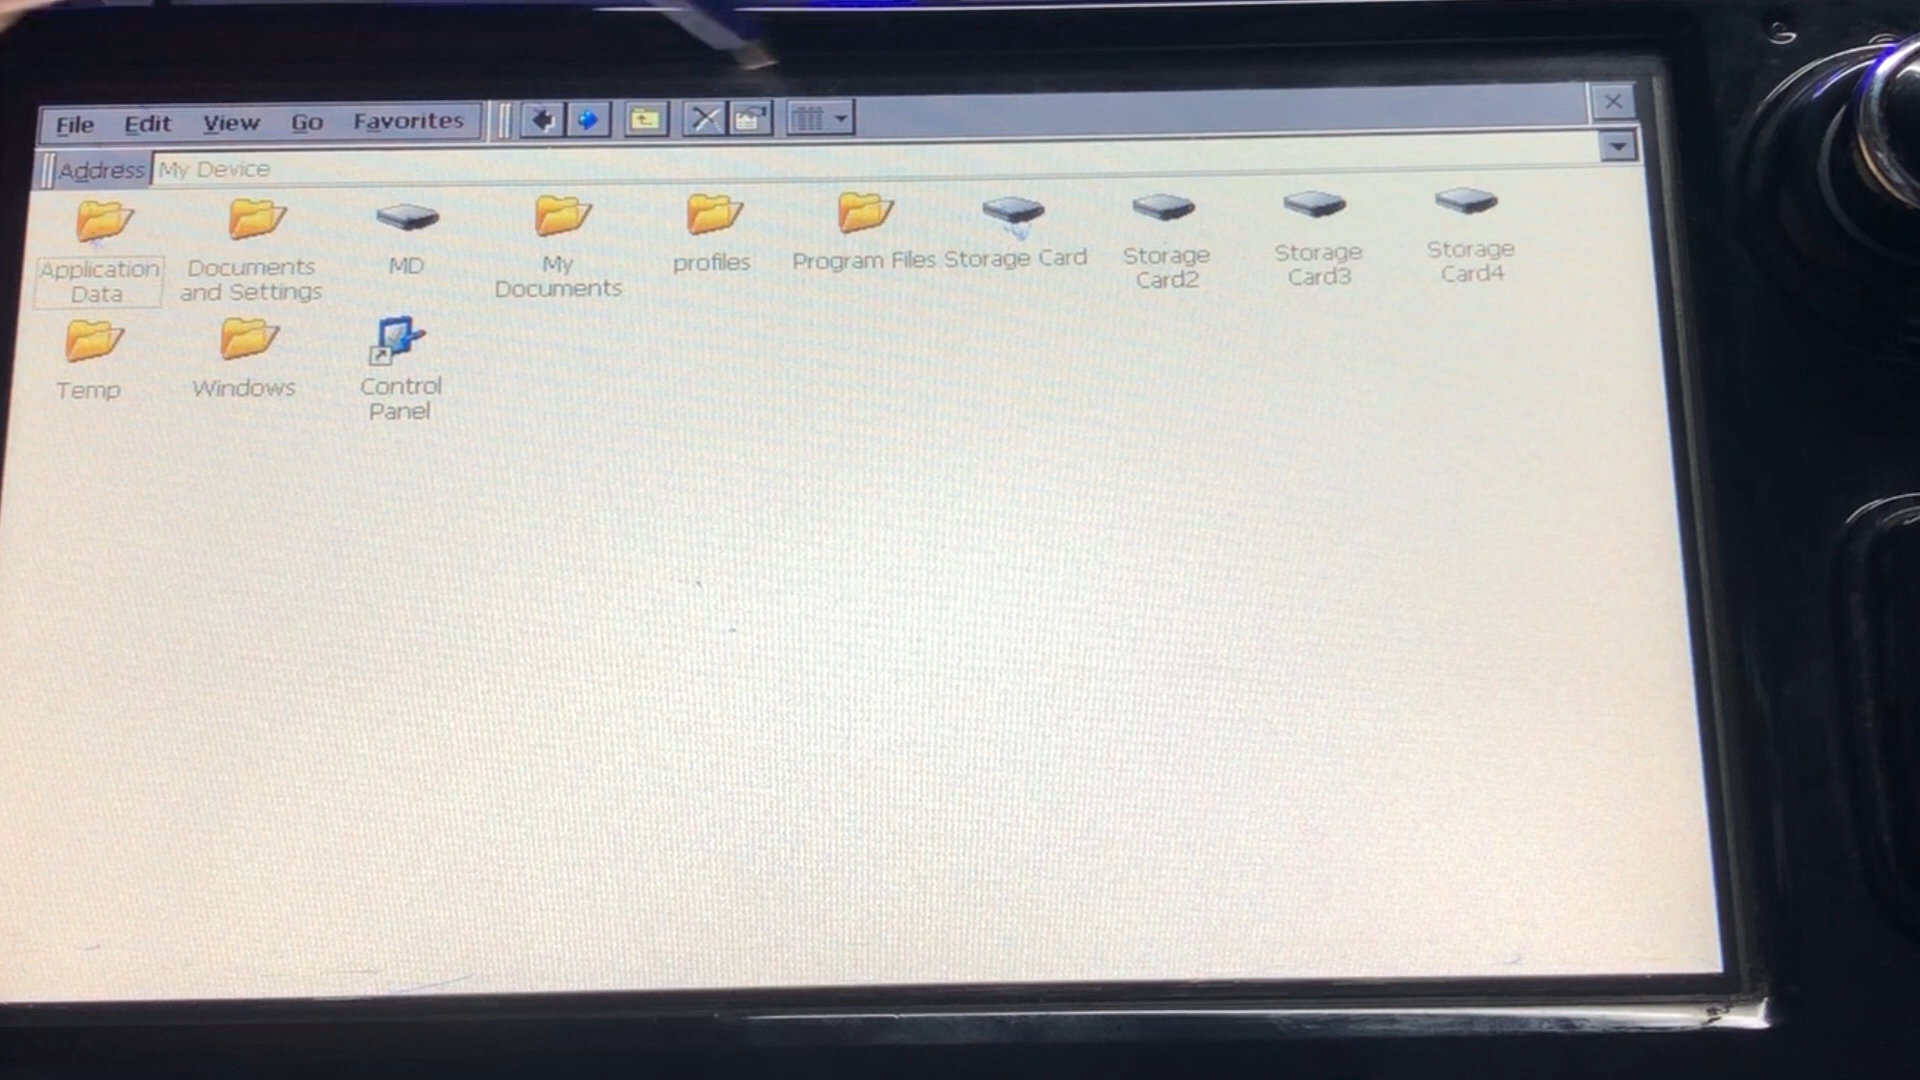 File Edit View Go Favorites
Address My Device
Application Data
Documents and Settings
MD
My Documents
profiles
Program Files
Storage Card
Storage Card2
Storage Card3
Storage Card4
Temp
Windows
Control Panel